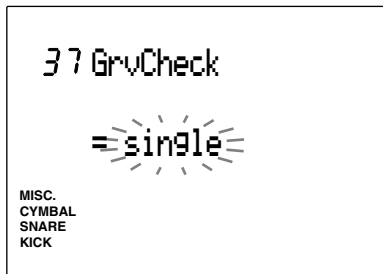 37 GrvCheck
= single
MISC.
CYMBAL
SNARE
KICK